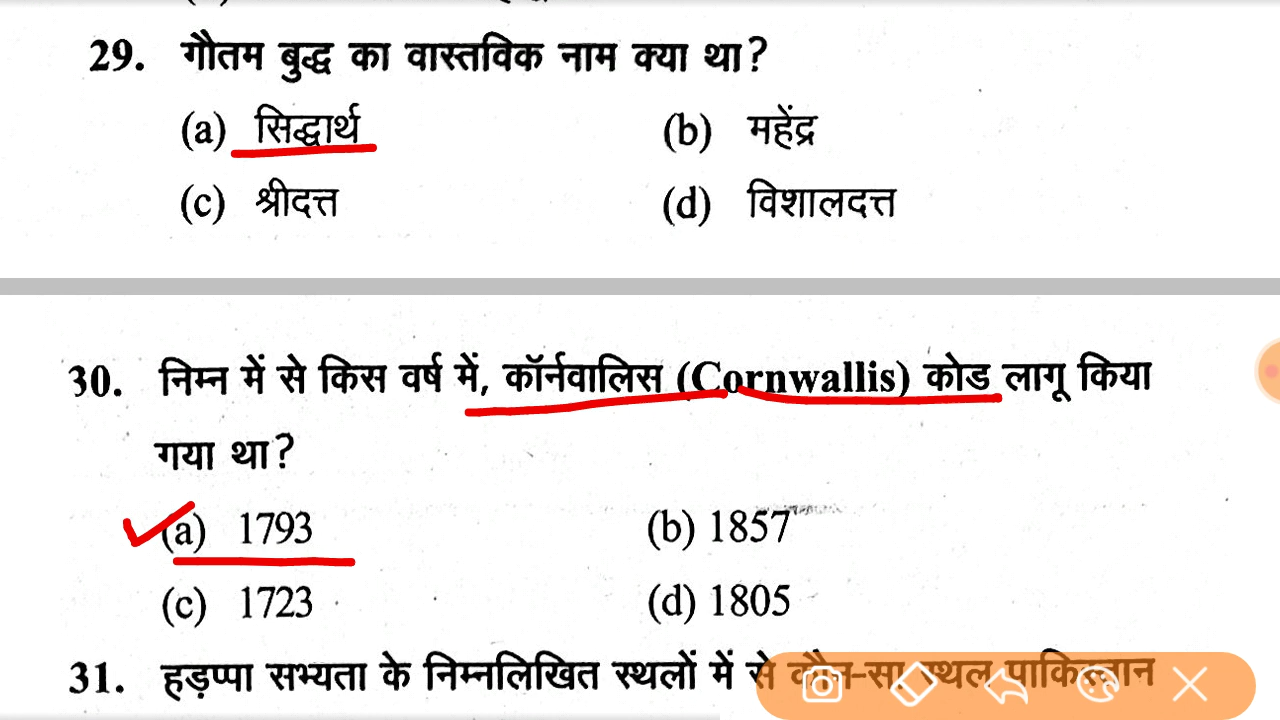 29. गौतम बुद्ध का वास्तविक नाम क्या था?
(a) सिद्धार्थ (b) महेंद्र
(c) श्रीदत्त (d) विशालदत्त
30. निम्न में से किस वर्ष में, कॉर्नवालिस (Cornwallis) कोड लागू किया
गया था?
(a) 1793 (b) 1857
(c) 1723 (d) 1805
31. हड़प्पा सभ्यता के निम्नलिखित स्थलों में से कौन-सा स्थल पाकिस्तान